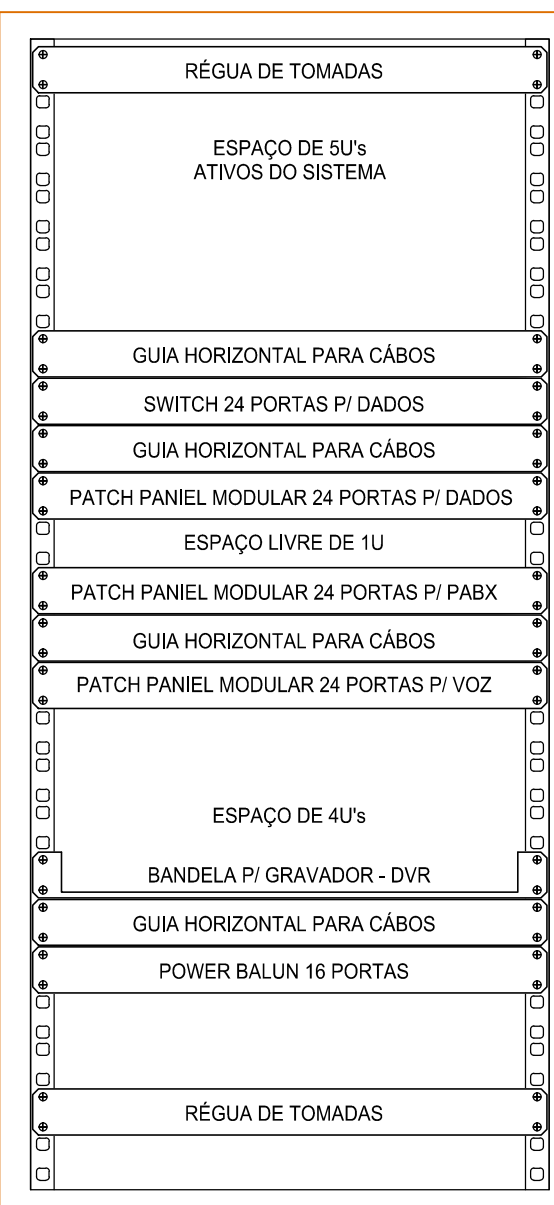 RÉGUA DE TOMADAS
ESPAÇO DE 5U's
ATIVOS DO SISTEMA
GUIA HORIZONTAL PARA CÁBOS
SWITCH 24 PORTAS P/ DADOS
GUIA HORIZONTAL PARA CÁBOS
PATCH PANIEL MODULAR 24 PORTAS P/ DADOS
ESPAÇO LIVRE DE 1U
PATCH PANIEL MODULAR 24 PORTAS P/ PABX
GUIA HORIZONTAL PARA CÁBOS
PATCH PANIEL MODULAR 24 PORTAS P/ VOZ
ESPAÇO DE 4U's
BANDELA P/ GRAVADOR - DVR
GUIA HORIZONTAL PARA CÁBOS
POWER BALUN 16 PORTAS
RÉGUA DE TOMADAS